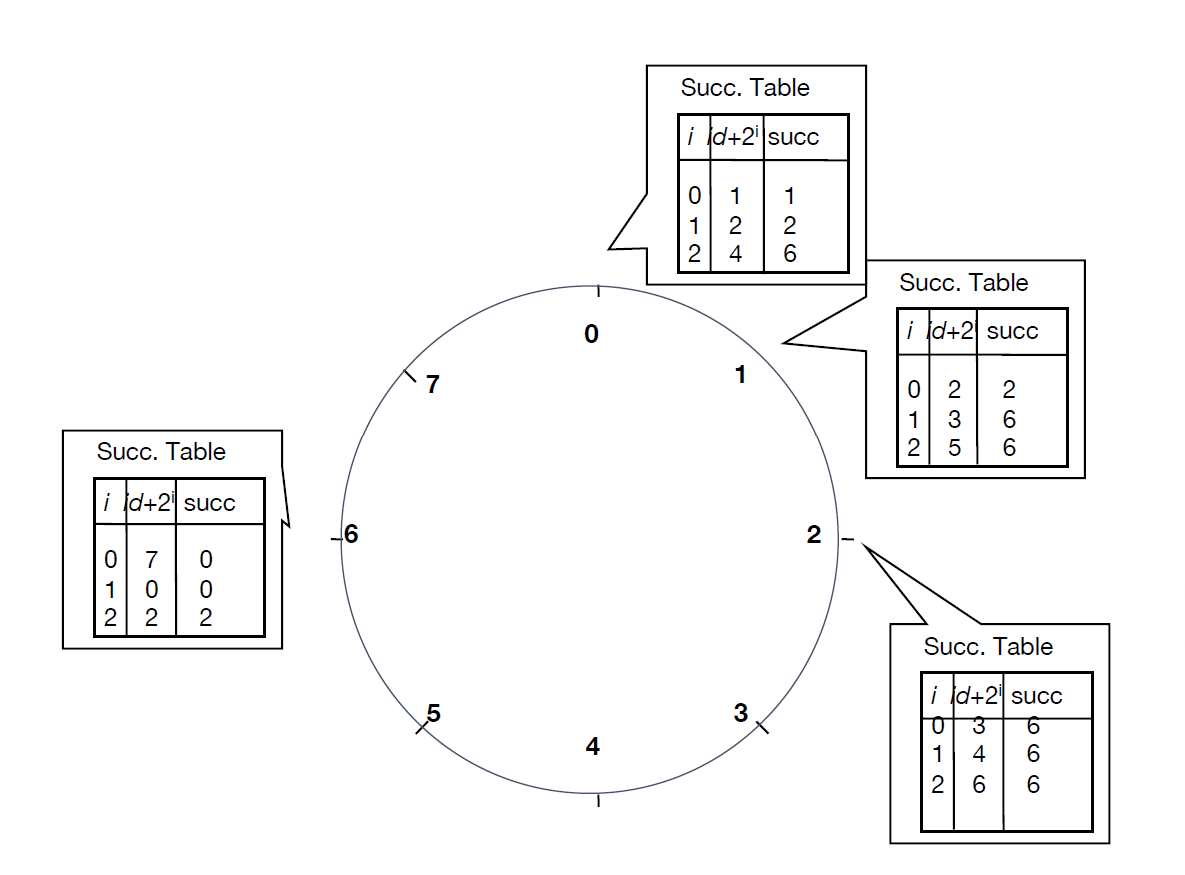 Succ. Table
i id+2^i succ
0 1 1
1 2 2
2 4 6
Succ. Table
i id+2^i succ
0 2 2
1 3 6
2 5 6
0
1
7
Succ. Table
i id+2^i succ
0 7 0
1 0 0
2 2 2
6
2
Succ. Table
i id+2^i succ
0 3 6
1 4 6
2 6 6
5
3
4